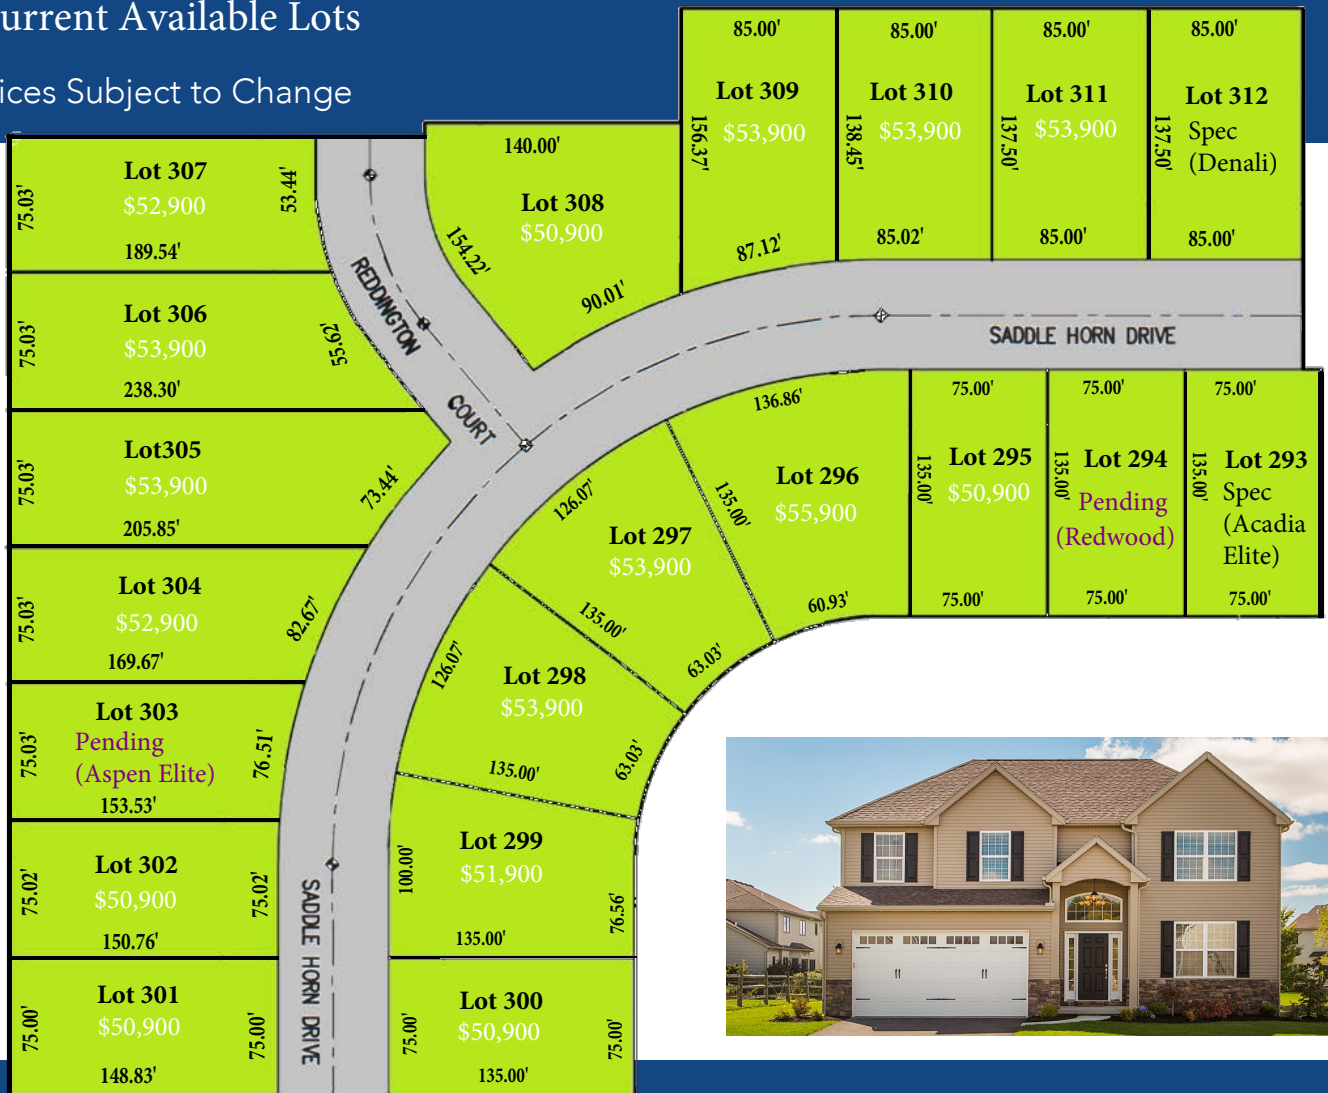 urrent Available Lots
ices Subject to Change
85.00'
Lot 309
$53,900
156.37'
87.12'
85.00'
Lot 310
$53,900
138.45'
85.02'
85.00'
Lot 311
$53,900
137.50'
85.00'
85.00'
Lot 312
Spec
(Denali)
137.50'
85.00'
Lot 307
$52,900
75.03'
53.44'
189.54'
140.00'
Lot 308
$50,900
154.22'
90.01'
Lot 306
$53,900
75.03'
55.62'
238.30'
REDDINGTON
COURT
SADDLE HORN DRIVE
Lot305
$53,900
75.03'
73.44'
205.85'
136.86'
Lot 296
$55,900
135.00'
60.93'
75.00'
Lot 295
$50,900
135.00'
75.00'
75.00'
Lot 294
Pending
(Redwood)
135.00'
75.00'
75.00'
Lot 293
Spec
(Acadia
Elite)
135.00'
75.00'
126.07'
Lot 297
$53,900
135.00'
63.03'
Lot 304
$52,900
75.03'
82.67'
169.67'
126.07'
Lot 298
$53,900
135.00'
63.03'
Lot 303
Pending
(Aspen Elite)
75.03'
76.51'
153.53'
Lot 302
$50,900
75.02'
75.02'
150.76'
SADDLE HORN DRIVE
Lot 299
$51,900
100.00'
76.56'
135.00'
Lot 301
$50,900
75.00'
75.00'
148.83'
Lot 300
$50,900
75.00'
75.00'
135.00'